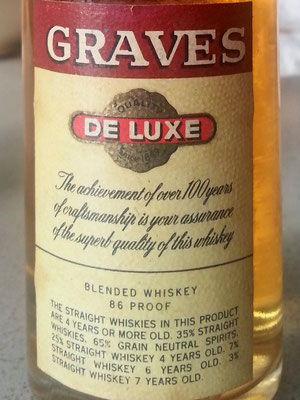 GRAVES
QUALITY
DE LUXE
The achievement of over 100 years
of craftsmanship is your assurance
of the superb quality of this whiskey
BLENDED WHISKEY
86 PROOF
THE STRAIGHT WHISKIES IN THIS PRODUCT
ARE 4 YEARS OR MORE OLD. 35% STRAIGHT
WHISKIES. 65% GRAIN NEUTRAL SPIRITS.
25% STRAIGHT WHISKEY 4 YEARS OLD. 7%
STRAIGHT WHISKEY 6 YEARS OLD. 3%
STRAIGHT WHISKEY 7 YEARS OLD.